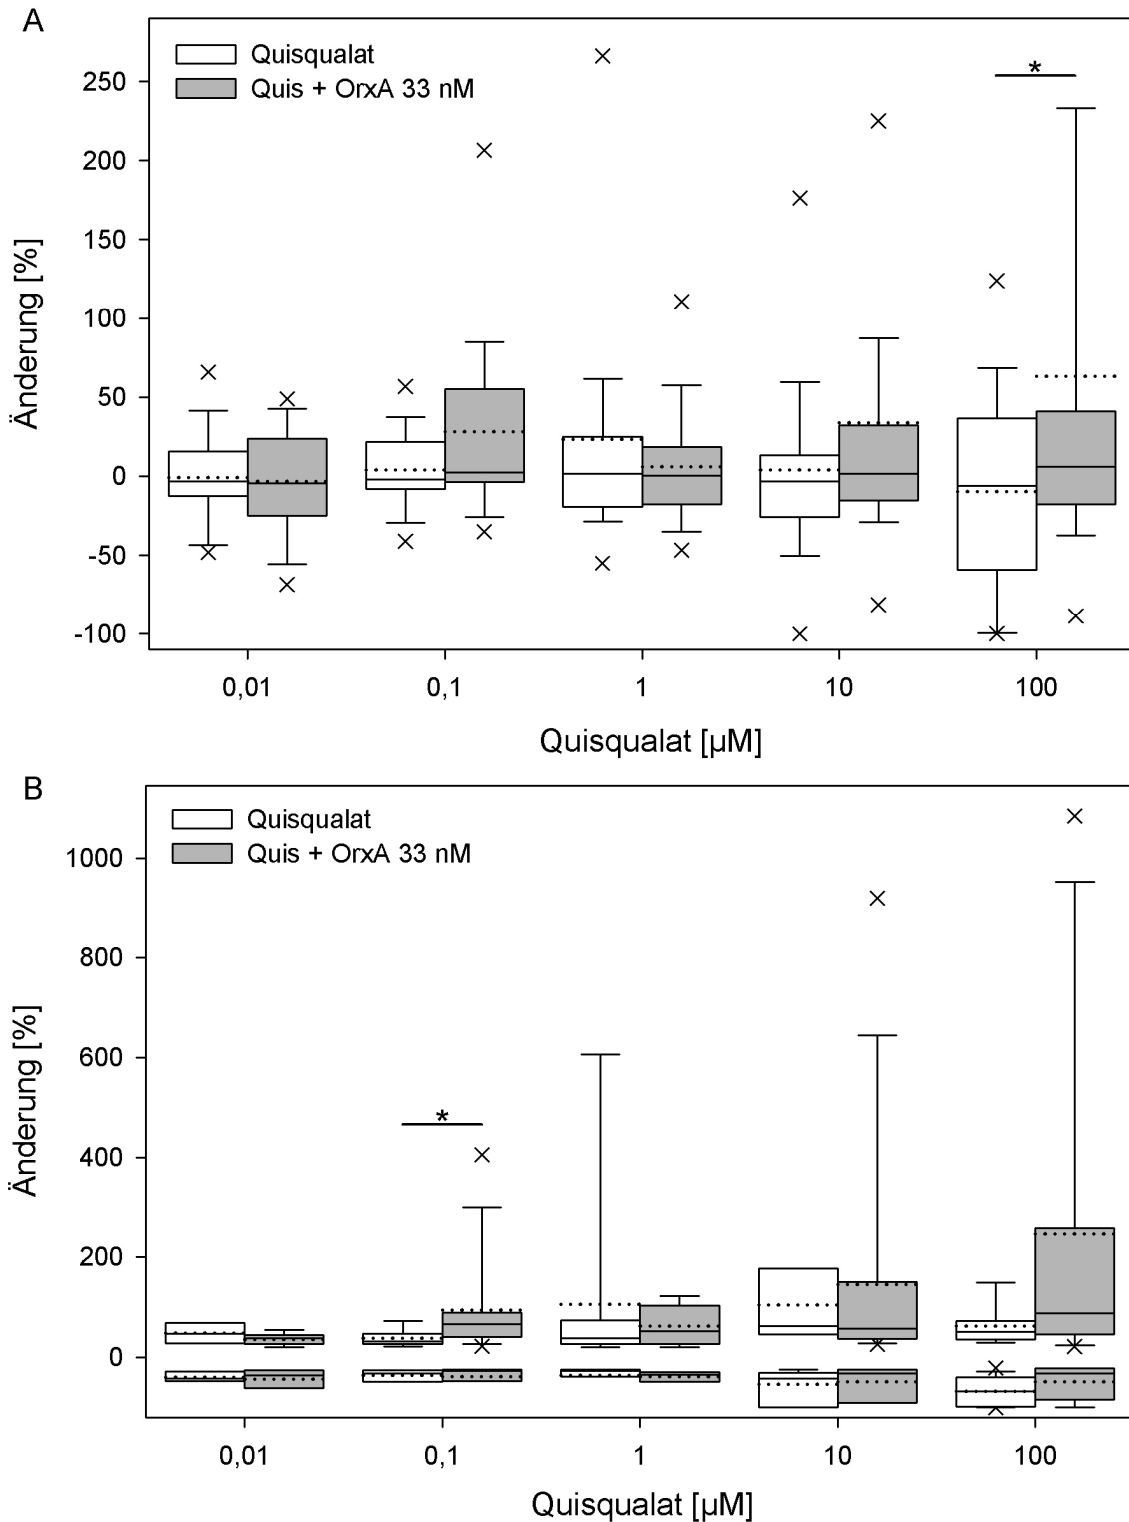 A
Quisqualat
Quis + OrxA 33 nM
*
250
200
150
100
50
0
-50
-100
Änderung [%]
0,01 0,1 1 10 100
Quisqualat [µM]
B
Quisqualat
Quis + OrxA 33 nM
*
1000
800
600
400
200
0
Änderung [%]
0,01 0,1 1 10 100
Quisqualat [µM]